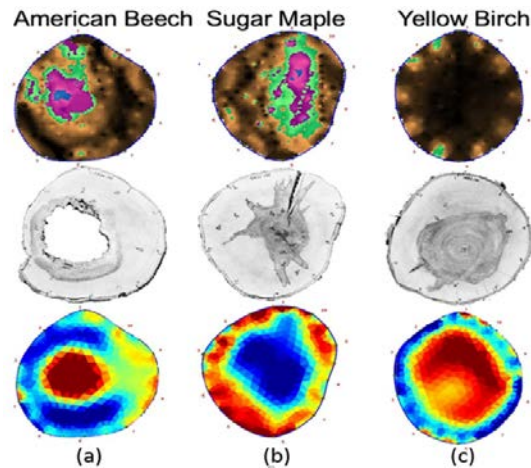 American Beech
Sugar Maple
Yellow Birch
(a)
(b)
(c)